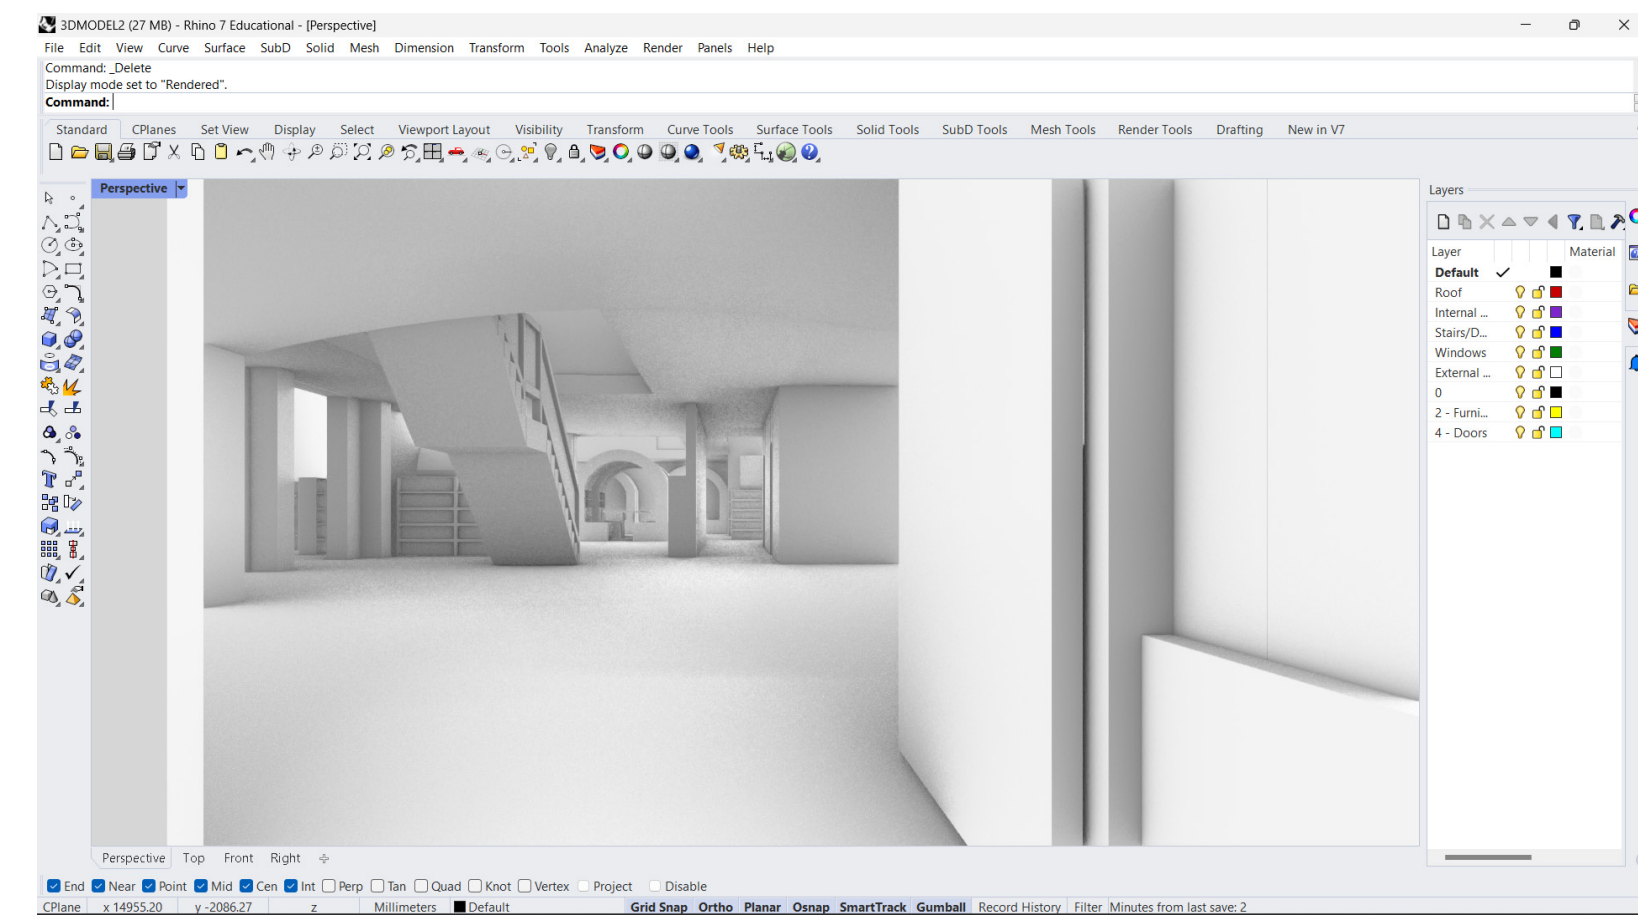 3DMODEL2 (27 MB) - Rhino 7 Educational - [Perspective]
File Edit View Curve Surface SubD Solid Mesh Dimension Transform Tools Analyze Render Panels Help
Command: _Delete
Display mode set to "Rendered".
Command:
Standard CPlanes Set View Display Select Viewport Layout Visibility Transform Curve Tools Surface Tools Solid Tools SubD Tools Mesh Tools Render Tools Drafting New in V7
Perspective
Layers
Layer Material
Default
Roof
Internal ...
Stairs/D...
Windows
External ...
0
2 - Furni...
4 - Doors
Perspective Top Front Right
End Near Point Mid Cen Int Perp Tan Quad Knot Vertex Project Disable
CPlane x 14955.20 y -2086.27 z Millimeters Default Grid Snap Ortho Planar Osnap SmartTrack Gumball Record History Filter Minutes from last save: 2